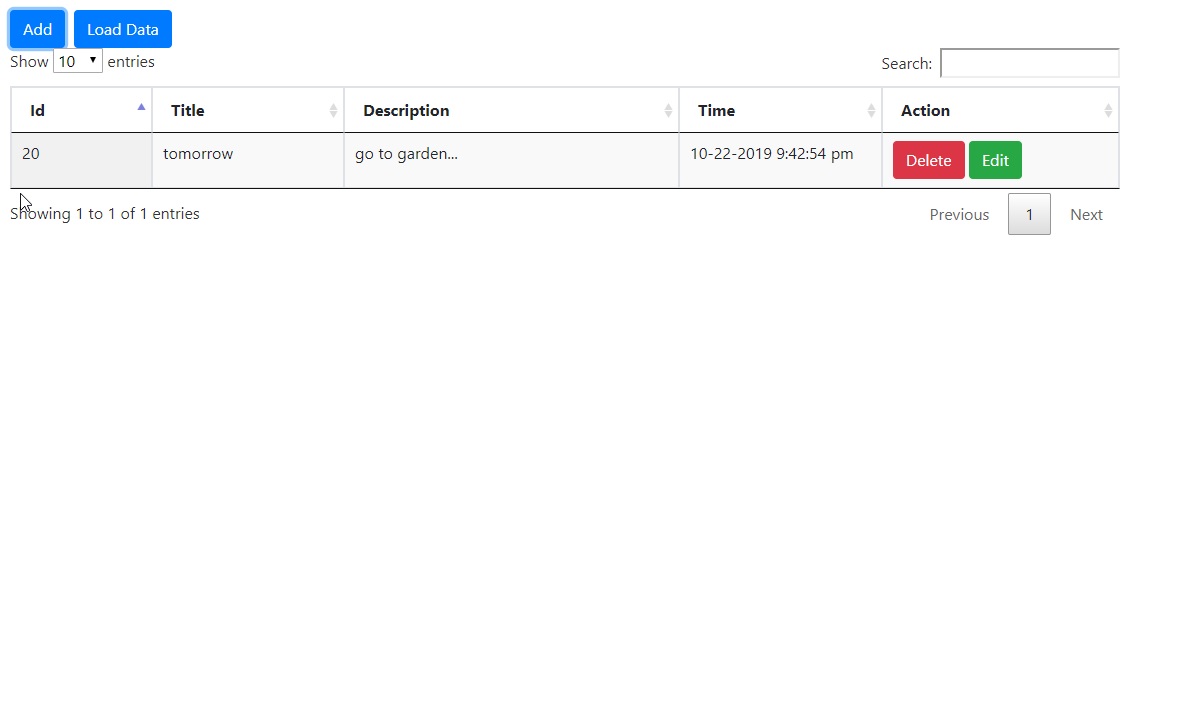 Add Load Data
Show 10 entries Search:
Id Title Description Time Action
20 tomorrow go to garden... 10-22-2019 9:42:54 pm Delete Edit
Showing 1 to 1 of 1 entries Previous 1 Next